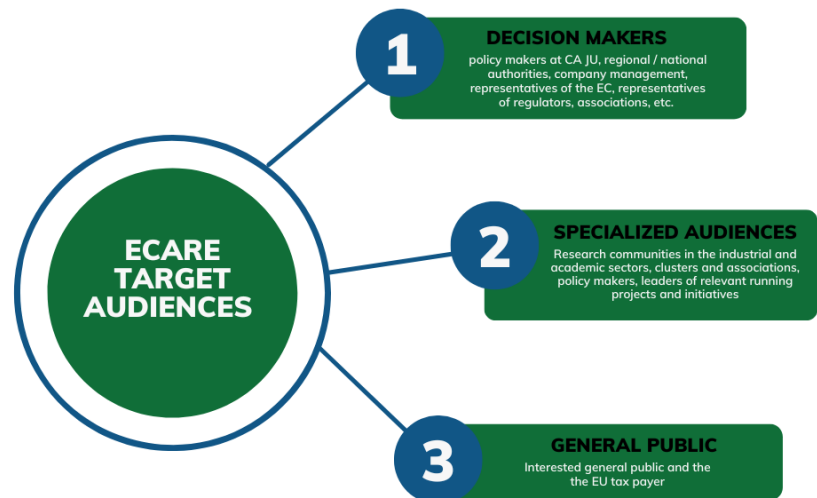 ECARE
TARGET
AUDIENCES
1
DECISION MAKERS
policy makers at CA JU, regional / national
authorities, company management,
representatives of the EC, representatives
of regulators, associations, etc.
2
SPECIALIZED AUDIENCES
Research communities in the industrial and
academic sectors, clusters and associations,
policy makers, leaders of relevant running
projects and initiatives
3
GENERAL PUBLIC
Interested general public and the
the EU tax payer